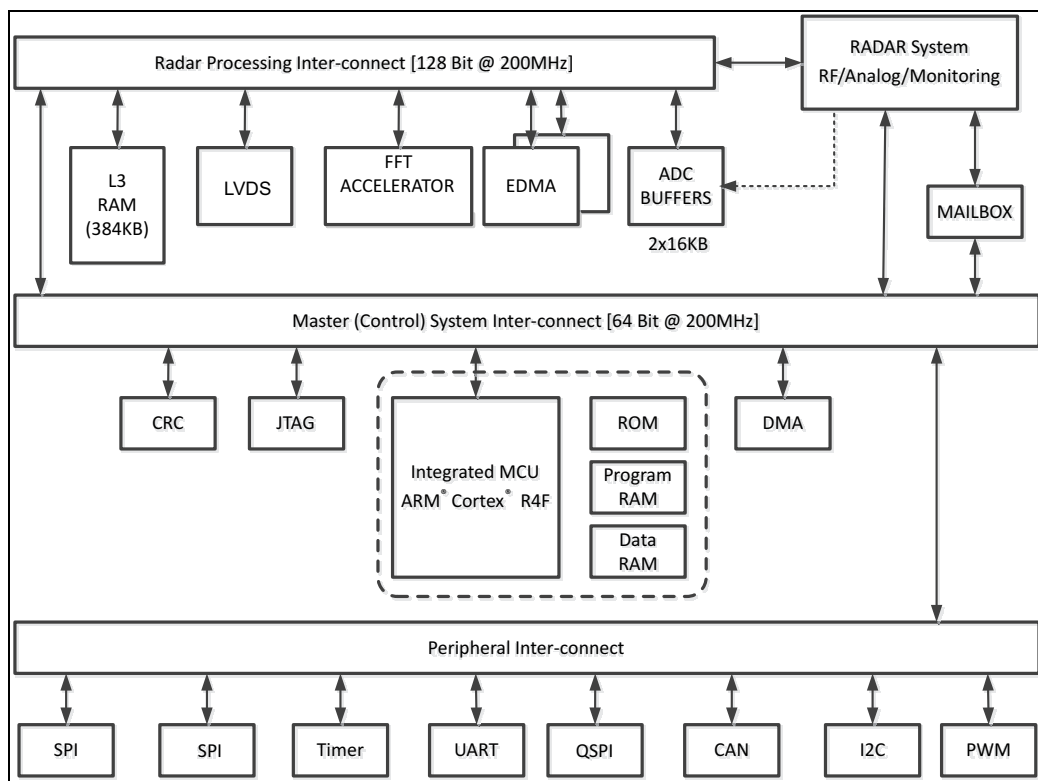 Radar Processing Inter-connect [128 Bit @ 200MHz]
RADAR System
RF/Analog/Monitoring
L3
RAM
(384KB)
LVDS
FFT
ACCELERATOR
EDMA
ADC
BUFFERS
2x16KB
MAILBOX
Master (Control) System Inter-connect [64 Bit @ 200MHz]
CRC
JTAG
Integrated MCU
ARM® Cortex® R4F
ROM
Program
RAM
Data
RAM
DMA
Peripheral Inter-connect
SPI
SPI
Timer
UART
QSPI
CAN
I2C
PWM